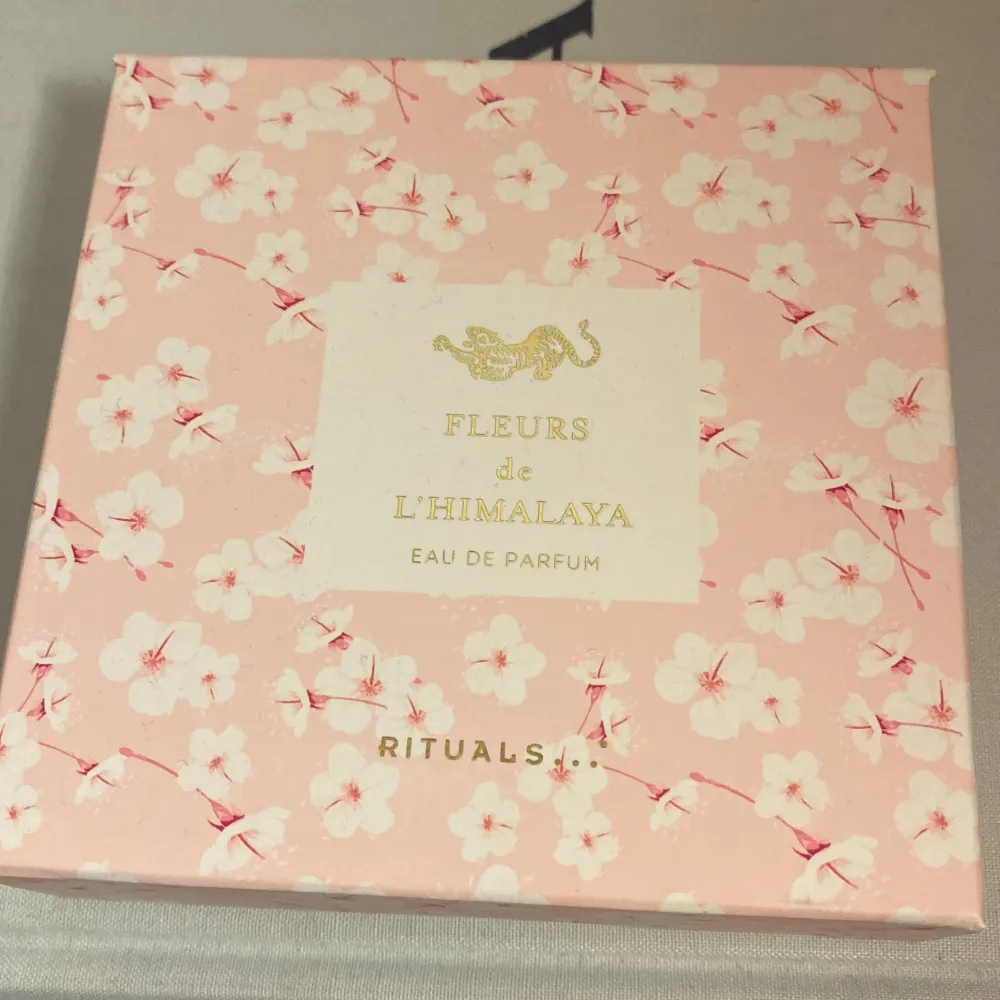 FLEURS
de
L'HIMALAYA
EAU DE PARFUM
RITUALS...